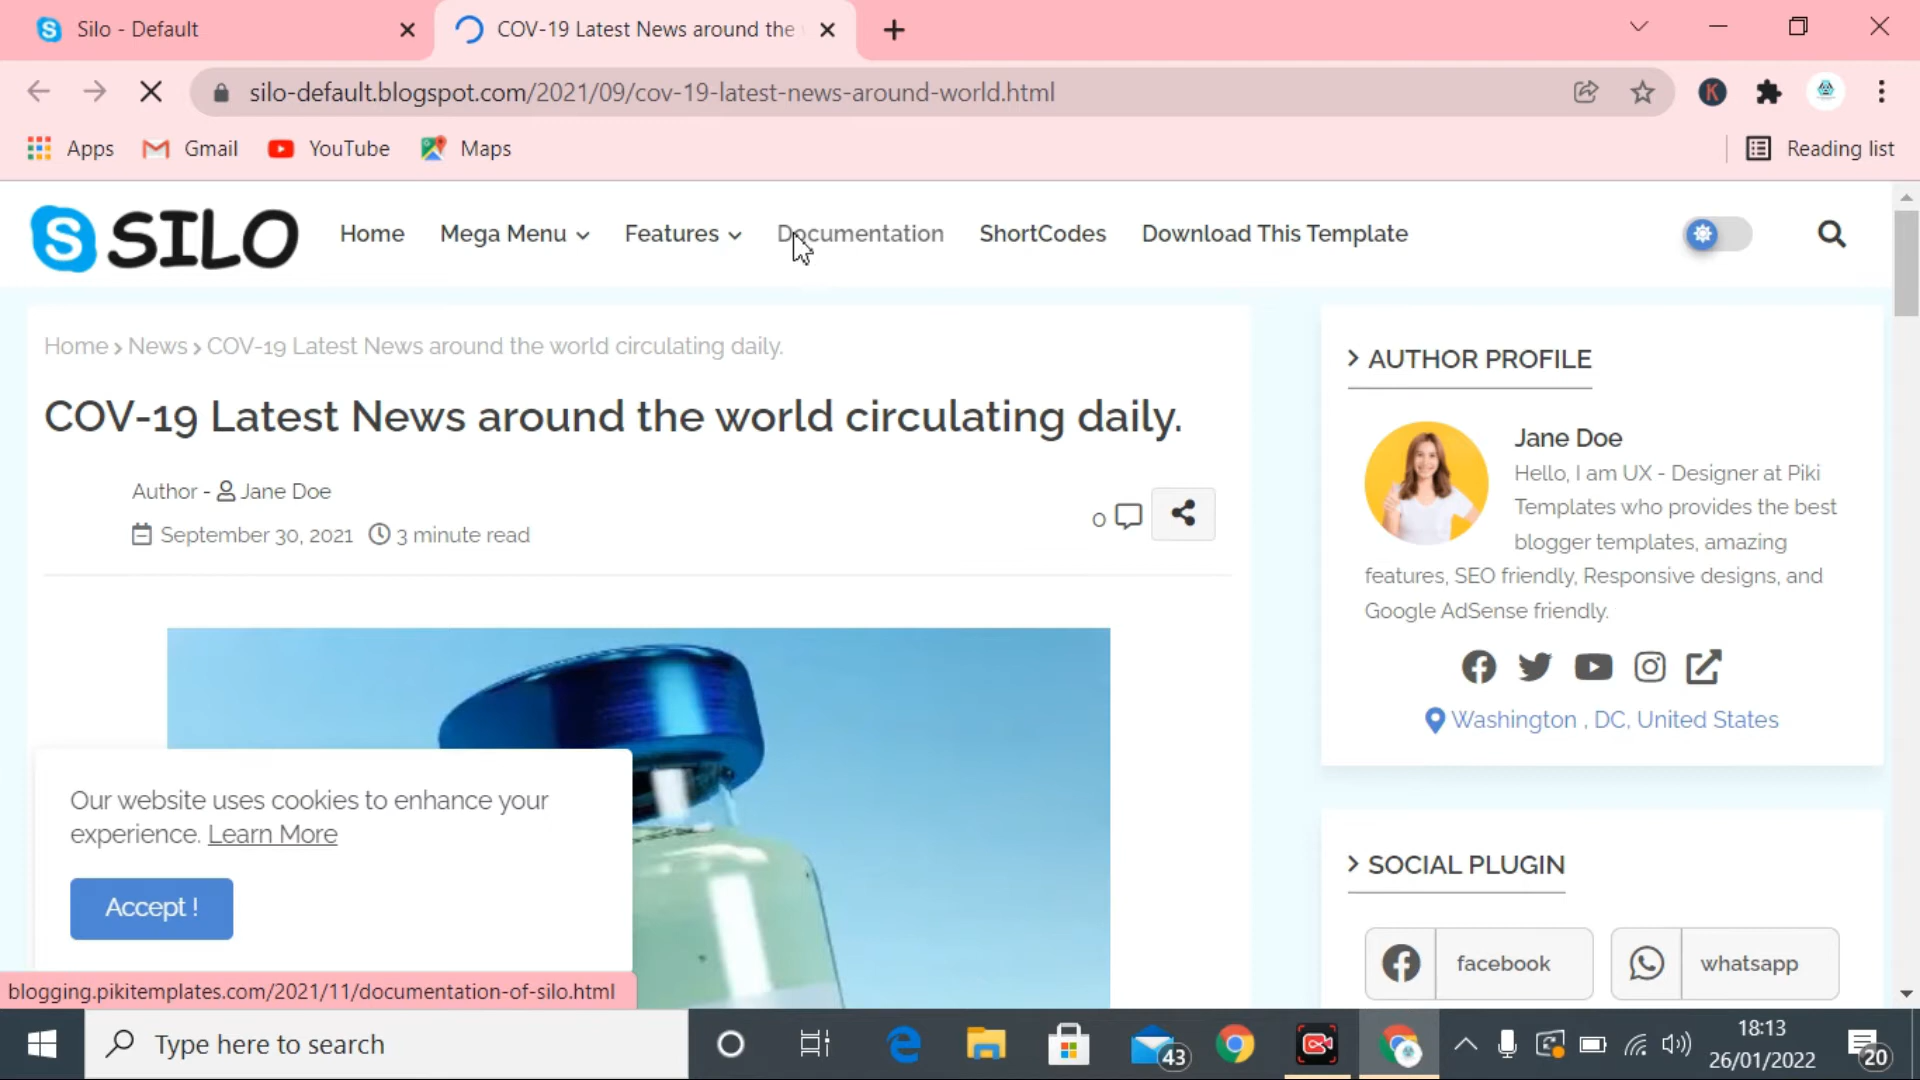 Silo - Default
COV-19 Latest News around the
silo-default.blogspot.com/2021/09/cov-19-latest-news-around-world.html
K
Apps Gmail YouTube Maps Reading list
S SILO Home Mega Menu Features Documentation ShortCodes Download This Template
Home > News > COV-19 Latest News around the world circulating daily.
COV-19 Latest News around the world circulating daily.
Author - Jane Doe
September 30, 2021 3 minute read
0
> AUTHOR PROFILE
Jane Doe
Hello, I am UX - Designer at Piki
Templates who provides the best
blogger templates, amazing
features, SEO friendly, Responsive designs, and
Google AdSense friendly.
Washington , DC, United States
> SOCIAL PLUGIN
facebook whatsapp
Our website uses cookies to enhance your
experience. Learn More
Accept !
blogging.pikitemplates.com/2021/11/documentation-of-silo.html
Type here to search
43
18:13
26/01/2022
20